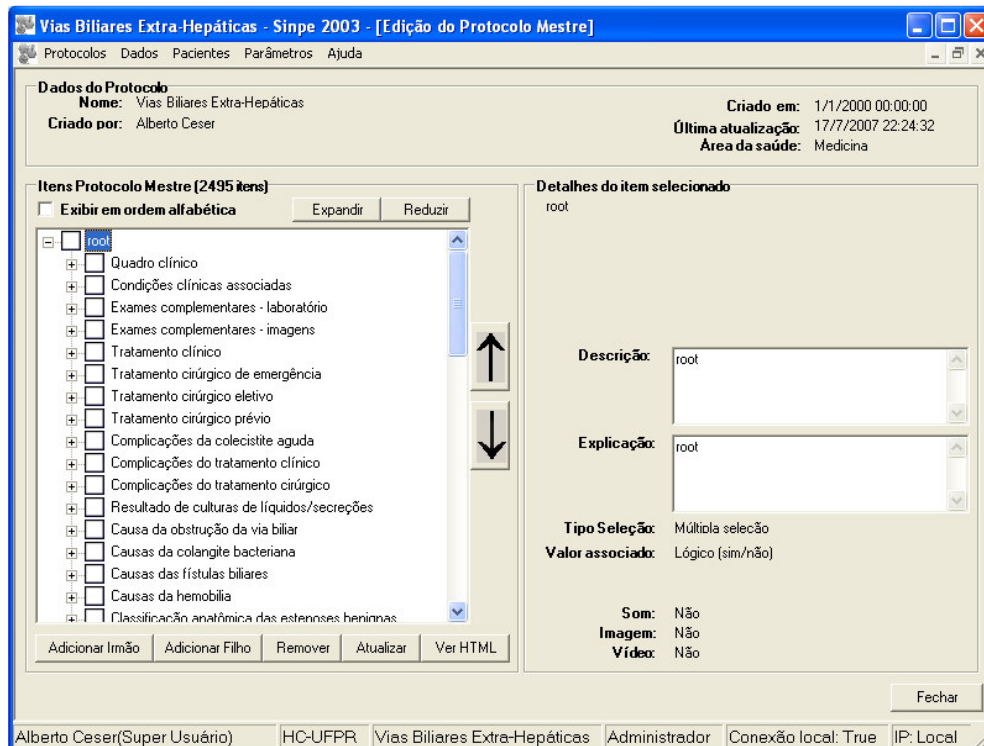 Vias Biliares Extra-Hepáticas - Sinpe 2003 - [Edição do Protocolo Mestre]
Protocolos Dados Pacientes Parâmetros Ajuda
Dados do Protocolo
Nome: Vias Biliares Extra-Hepáticas
Criado por: Alberto Ceser
Criado em: 1/1/2000 00:00:00
Última atualização: 17/7/2007 22:24:32
Área da saúde: Medicina
Itens Protocolo Mestre (2495 itens)
Exibir em ordem alfabética
Expandir
Reduzir
root
Quadro clínico
Condições clínicas associadas
Exames complementares - laboratório
Exames complementares - imagens
Tratamento clínico
Tratamento cirúrgico de emergência
Tratamento cirúrgico eletivo
Tratamento cirúrgico prévio
Complicações da colecistite aguda
Complicações do tratamento clínico
Complicações do tratamento cirúrgico
Resultado de culturas de líquidos/secreções
Causa da obstrução da via biliar
Causas da colangite bacteriana
Causas das fístulas biliares
Causas da hemobilia
Classificação anatômica das estenoses benignas
Adicionar Irmão
Adicionar Filho
Remover
Atualizar
Ver HTML
Detalhes do item selecionado
root
Descrição: root
Explicação: root
Tipo Seleção: Múltipla selecão
Valor associado: Lógico (sim/não)
Som: Não
Imagem: Não
Vídeo: Não
Fechar
Alberto Ceser(Super Usuário) HC-UFPR Vias Biliares Extra-Hepáticas Administrador Conexão local: True IP: Local